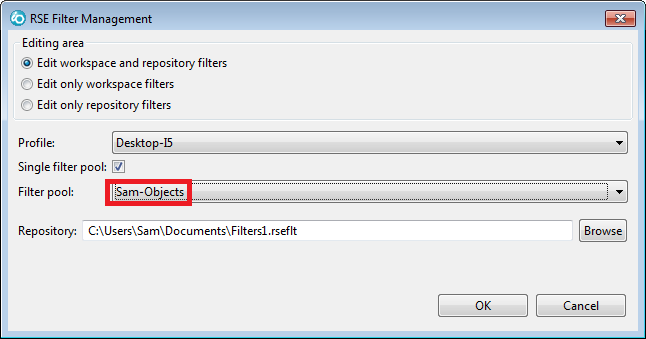 RSE Filter Management
Editing area
Edit workspace and repository filters
Edit only workspace filters
Edit only repository filters
Profile: Desktop-I5
Single filter pool:
Filter pool: Sam-Objects
Repository: C:\Users\Sam\Documents\Filters1.rseflt Browse
OK Cancel